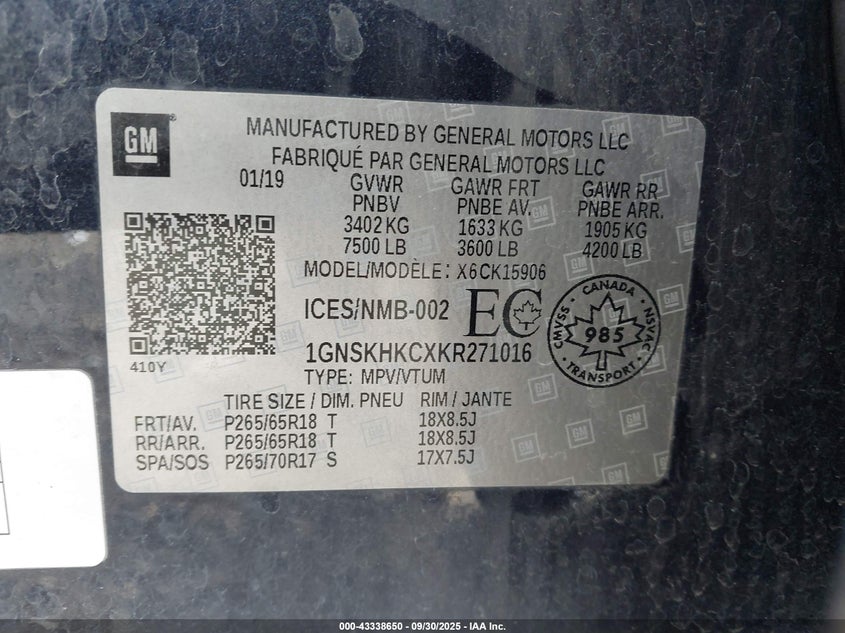 GM
MANUFACTURED BY GENERAL MOTORS LLC
FABRIQUÉ PAR GENERAL MOTORS LLC
01/19 GVWR GAWR FRT GAWR RR
PNBV PNBE AV. PNBE ARR.
3402 KG 1633 KG 1905 KG
7500 LB 3600 LB 4200 LB
MODEL/MODÈLE: X6CK15906
ICES/NMB-002 EC
CANADA
CMVSS 985 NSVAC
TRANSPORT
1GNSKHKCXKR271016
410Y
TYPE: MPV/VTUM
TIRE SIZE / DIM. PNEU RIM / JANTE
FRT/AV. P265/65R18 T 18X8.5J
RR/ARR. P265/65R18 T 18X8.5J
SPA/SOS P265/70R17 S 17X7.5J
000-43338650 - 09/30/2025 - IAA Inc.